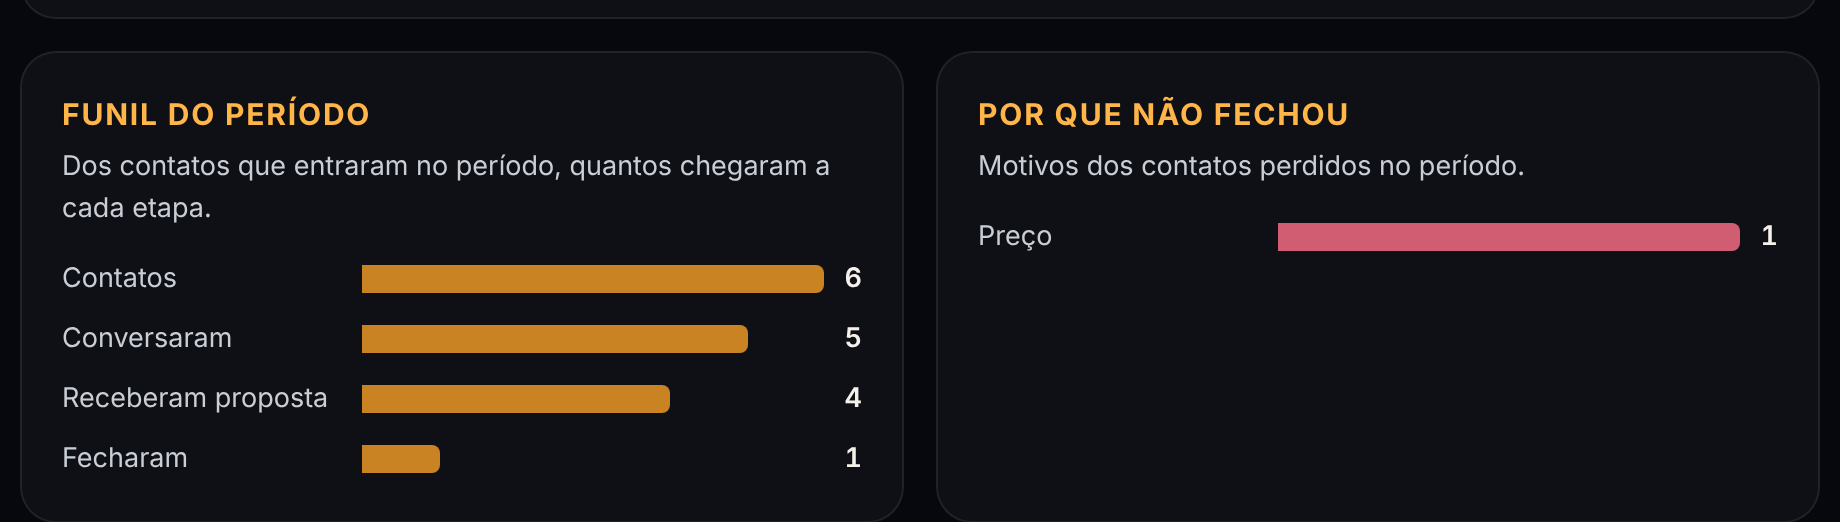 FUNIL DO PERÍODO
Dos contatos que entraram no período, quantos chegaram a
cada etapa.
Contatos 6
Conversaram 5
Receberam proposta 4
Fecharam 1
POR QUE NÃO FECHOU
Motivos dos contatos perdidos no período.
Preço 1